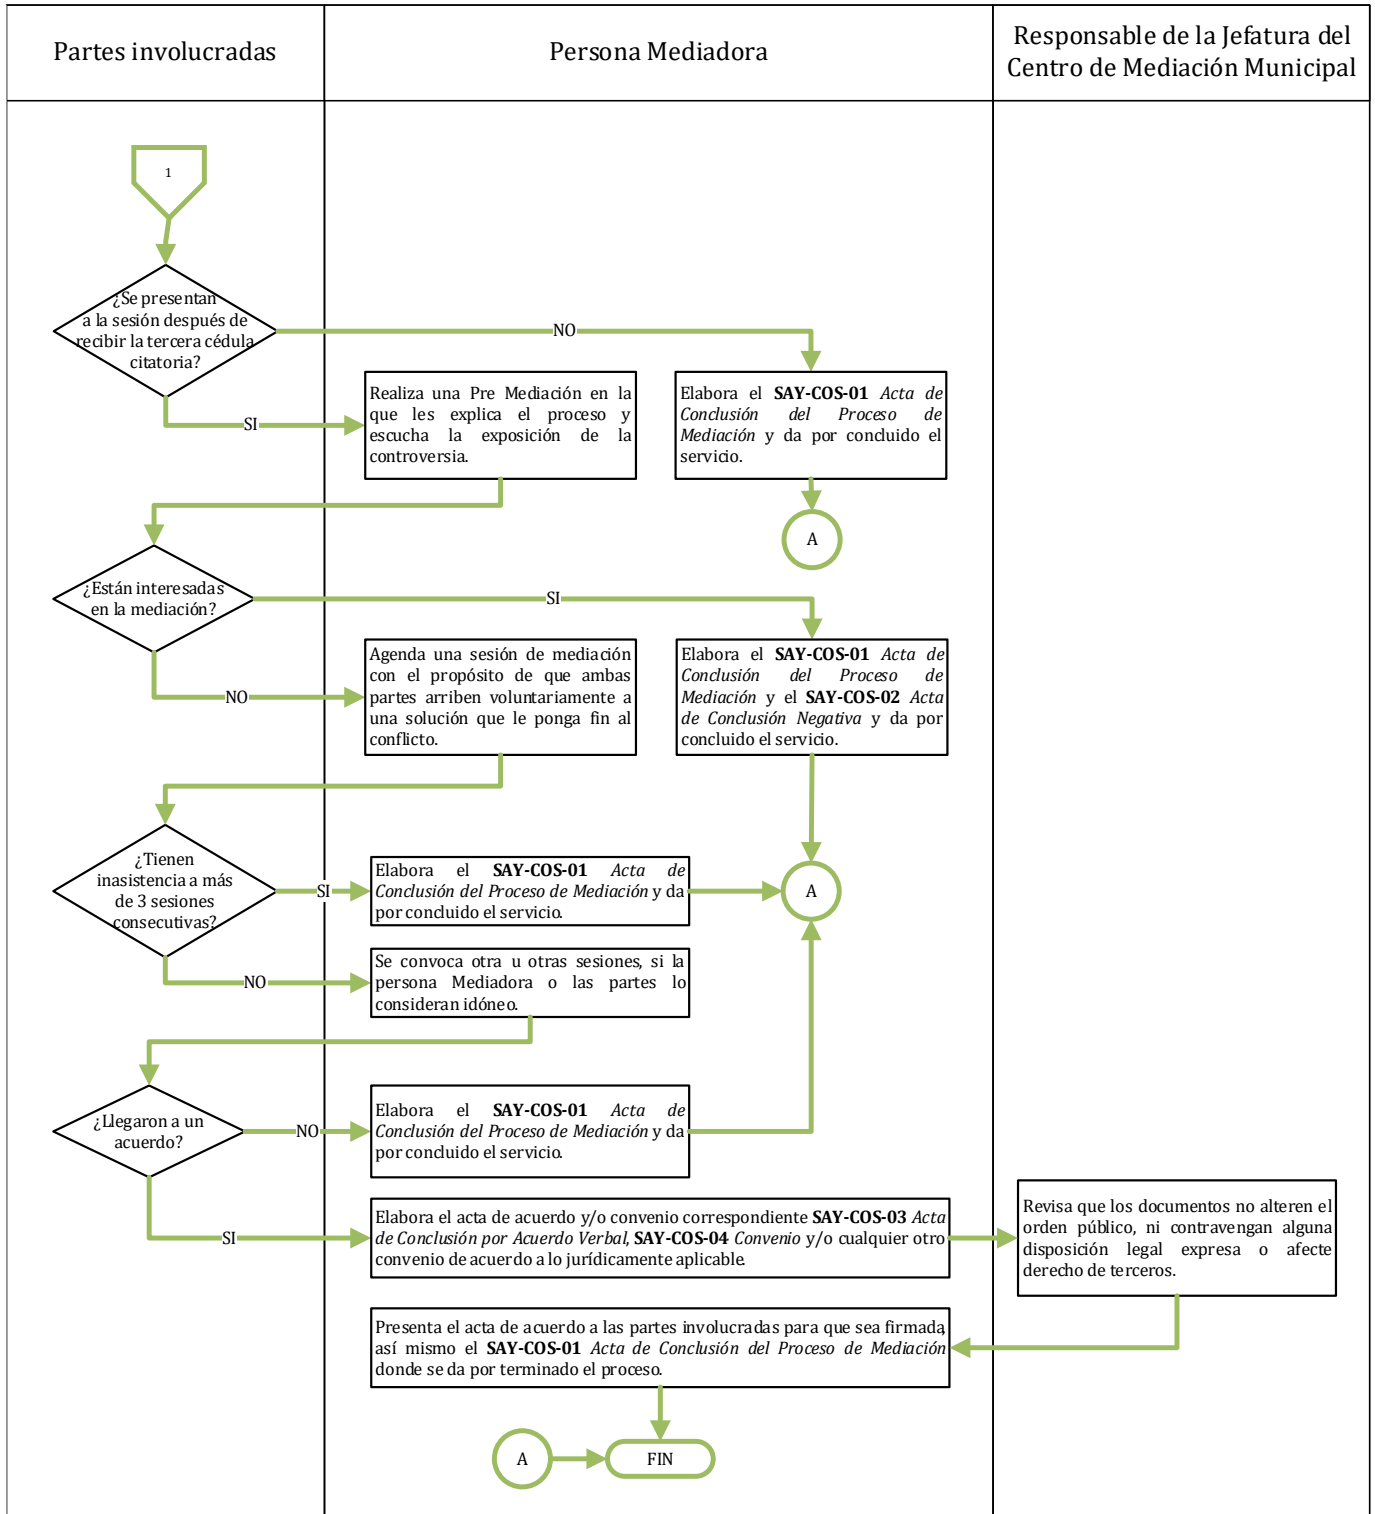 Partes involucradas
Persona Mediadora
Responsable de la Jefatura del
Centro de Mediación Municipal
1
¿Se presentan
a la sesión después de
recibir la tercera cédula
citatoria?
NO
SI
Realiza una Pre Mediación en la
que les explica el proceso y
escucha la exposición de la
controversia.
Elabora el SAY-COS-01 Acta de
Conclusión del Proceso de
Mediación y da por concluido el
servicio.
A
¿Están interesadas
en la mediación?
SI
NO
Agenda una sesión de mediación
con el propósito de que ambas
partes arriben voluntariamente a
una solución que le ponga fin al
conflicto.
Elabora el SAY-COS-01 Acta de
Conclusión del Proceso de
Mediación y el SAY-COS-02 Acta
de Conclusión Negativa y da por
concluido el servicio.
¿Tienen
inasistencia a más
de 3 sesiones
consecutivas?
SI
Elabora el SAY-COS-01 Acta de
Conclusión del Proceso de Mediación y da
por concluido el servicio.
A
NO
Se convoca otra u otras sesiones, si la
persona Mediadora o las partes lo
consideran idóneo.
¿Llegaron a un
acuerdo?
NO
Elabora el SAY-COS-01 Acta de
Conclusión del Proceso de Mediación y da
por concluido el servicio.
SI
Elabora el acta de acuerdo y/o convenio correspondiente SAY-COS-03 Acta
de Conclusión por Acuerdo Verbal, SAY-COS-04 Convenio y/o cualquier otro
convenio de acuerdo a lo jurídicamente aplicable.
Revisa que los documentos no alteren el
orden público, ni contravengan alguna
disposición legal expresa o afecte
derecho de terceros.
Presenta el acta de acuerdo a las partes involucradas para que sea firmada,
así mismo el SAY-COS-01 Acta de Conclusión del Proceso de Mediación
donde se da por terminado el proceso.
A
FIN